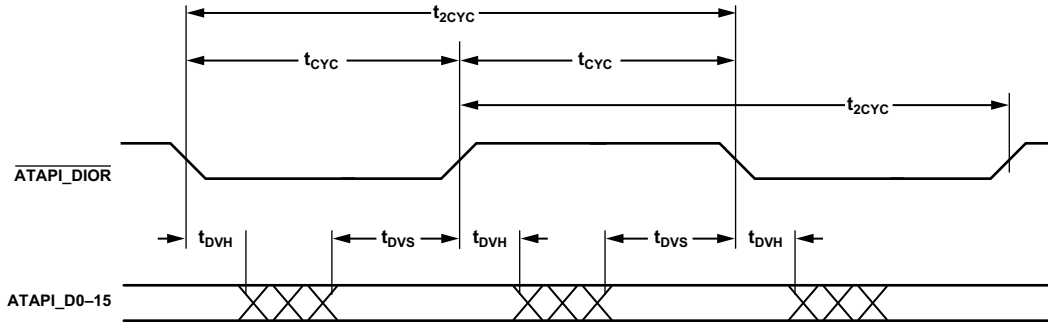 t2CYC
tCYC tCYC
t2CYC
ATAPI_DIOR
tDVH tDVS tDVH tDVS tDVH
ATAPI_D0–15